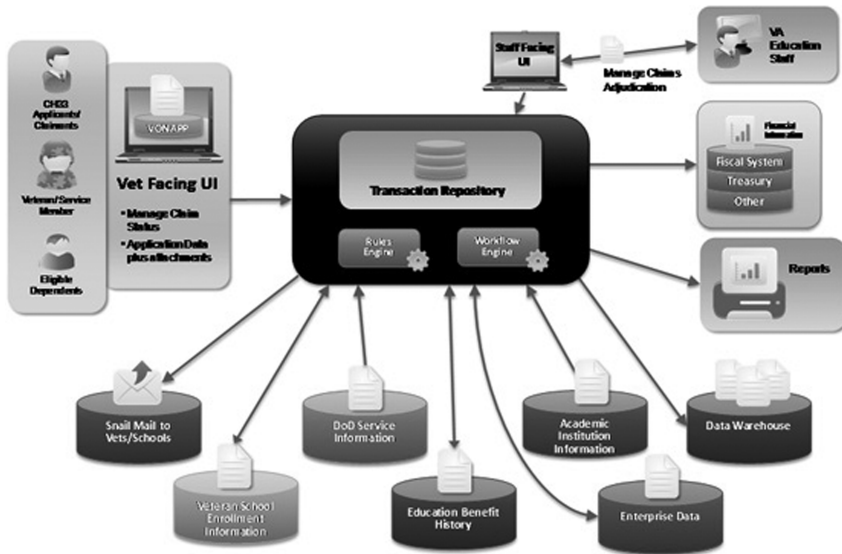 CH33
Applicants/
Claimants
Veteran/Service
Member
Eligible
Dependents
VONAPP
Vet Facing UI
▪ Manage Claim
Status
▪ Application Data
plus attachments
Staff Facing
UI
Manage Claims
Adjudication
VA
Education
Staff
Transaction Repository
Rules
Engine
Workflow
Engine
Financial
Information
Fiscal System
Treasury
Other
Reports
Snail Mail to
Vets/Schools
DoD Service
Information
Academic
Institution
Information
Data Warehouse
Veteran School
Enrollment
Information
Education Benefit
History
Enterprise Data